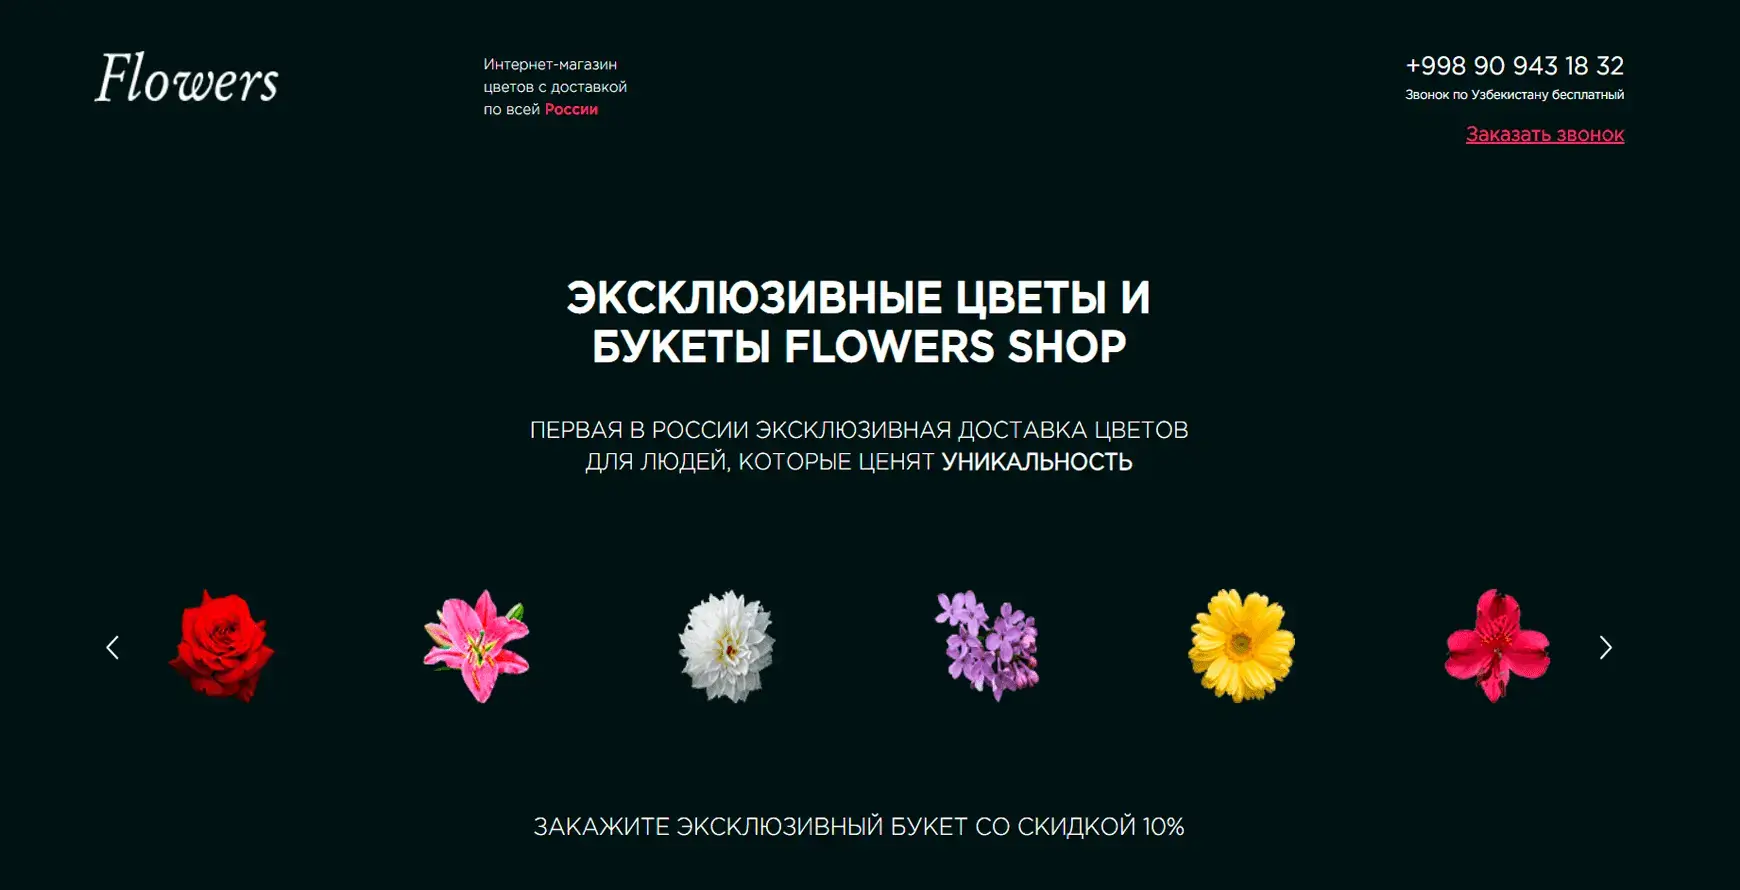 Flowers
Интернет-магазин
цветов с доставкой
по всей России
+998 90 943 18 32
Звонок по Узбекистану бесплатный
Заказать звонок
ЭКСКЛЮЗИВНЫЕ ЦВЕТЫ И
БУКЕТЫ FLOWERS SHOP
ПЕРВАЯ В РОССИИ ЭКСКЛЮЗИВНАЯ ДОСТАВКА ЦВЕТОВ
ДЛЯ ЛЮДЕЙ, КОТОРЫЕ ЦЕНЯТ УНИКАЛЬНОСТЬ
ЗАКАЖИТЕ ЭКСКЛЮЗИВНЫЙ БУКЕТ СО СКИДКОЙ 10%